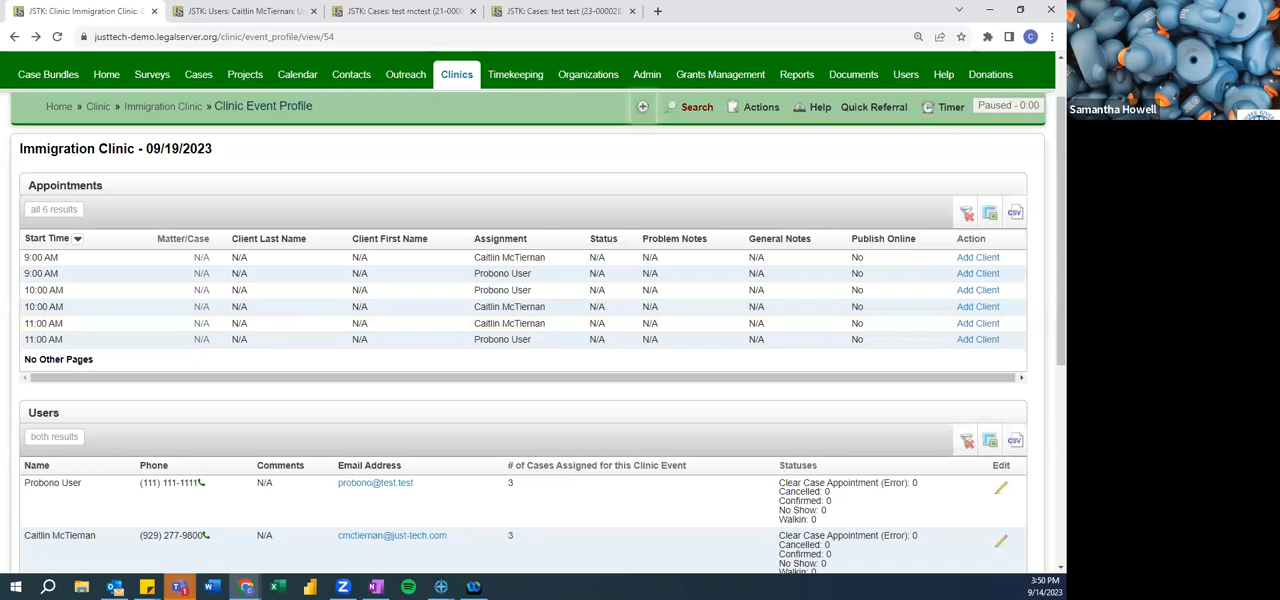 JSTK: Clinic: Immigration Clinic: C
JSTK: Users: Caitlin McTiernan: Us
JSTK: Cases: test mctest (21-0000
JSTK: Cases: test test (23-000028
justtech-demo.legalserver.org/clinic/event_profile/view/54
C
Case Bundles Home Surveys Cases Projects Calendar Contacts Outreach Clinics Timekeeping Organizations Admin Grants Management Reports Documents Users Help Donations
Home » Clinic » Immigration Clinic » Clinic Event Profile
Search Actions Help Quick Referral Timer Paused - 0:00
Samantha Howell
Immigration Clinic - 09/19/2023
Appointments
all 6 results
CSV
Start Time Matter/Case Client Last Name Client First Name Assignment Status Problem Notes General Notes Publish Online Action
9:00 AM N/A N/A N/A Caitlin McTiernan N/A N/A N/A No Add Client
9:00 AM N/A N/A N/A Probono User N/A N/A N/A No Add Client
10:00 AM N/A N/A N/A Probono User N/A N/A N/A No Add Client
10:00 AM N/A N/A N/A Caitlin McTiernan N/A N/A N/A No Add Client
11:00 AM N/A N/A N/A Caitlin McTiernan N/A N/A N/A No Add Client
11:00 AM N/A N/A N/A Probono User N/A N/A N/A No Add Client
No Other Pages
Users
both results
CSV
Name Phone Comments Email Address # of Cases Assigned for this Clinic Event Statuses Edit
Probono User (111) 111-1111 N/A probono@test.test 3 Clear Case Appointment (Error): 0
Cancelled: 0
Confirmed: 0
No Show: 0
Walkin: 0
Caitlin McTiernan (929) 277-9800 N/A cmctiernan@just-tech.com 3 Clear Case Appointment (Error): 0
Cancelled: 0
Confirmed: 0
No Show: 0
Walkin: 0
3:50 PM
9/14/2023